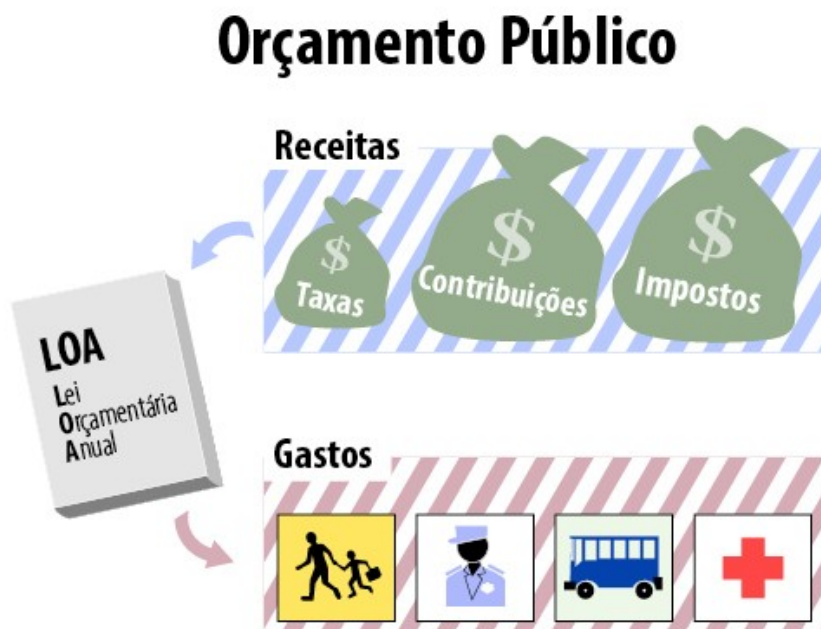 Orçamento Público
Receitas
$
Taxas
$
Contribuições
$
Impostos
LOA
Lei
Orçamentária
Anual
Gastos